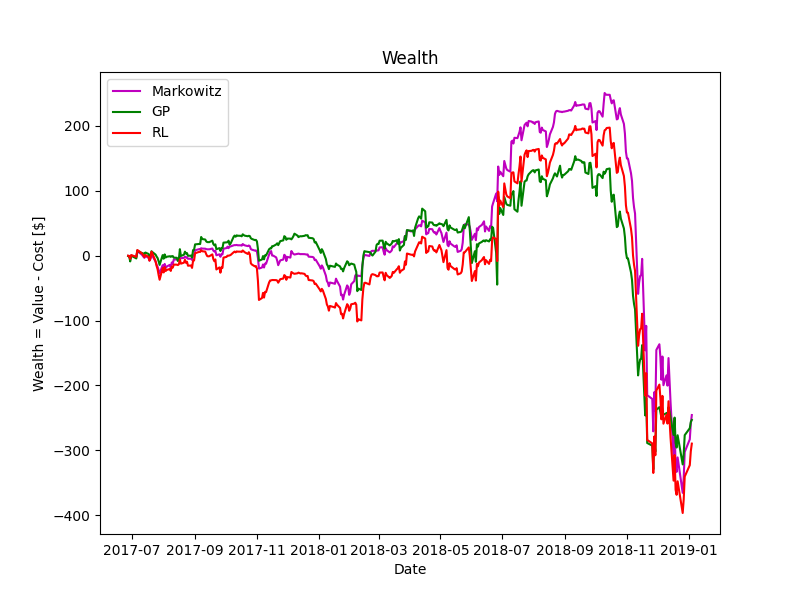 Wealth
Markowitz
GP
RL
Wealth = Value - Cost [$]
200
100
0
−100
−200
−300
−400
2017-07 2017-09 2017-11 2018-01 2018-03 2018-05 2018-07 2018-09 2018-11 2019-01
Date